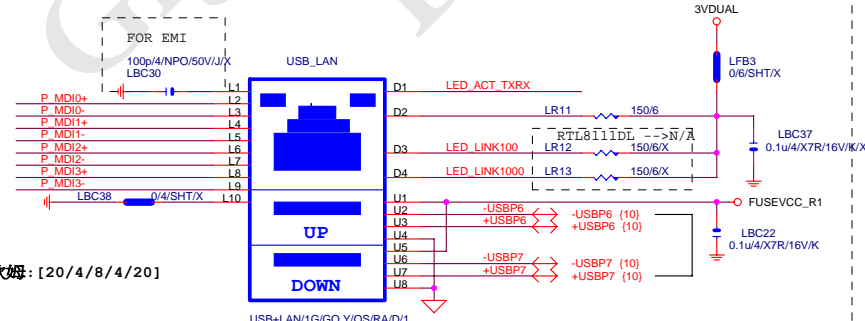 3VDUAL
FOR EMI
100p/4/NPO/50V/J/X
LBC30
USB_LAN
LFB3
0/6/SHT/X
L1
L2
L3
L4
L5
L6
L7
L8
L9
L10
P_MDI0+
P_MDI0-
P_MDI1+
P_MDI1-
P_MDI2+
P_MDI2-
P_MDI3+
P_MDI3-
LBC38
0/4/SHT/X
D1
D2
D3
D4
LED_ACT_TXRX
LR11
150/6
RTL8111DL -->N/A
LED_LINK100
LR12
150/6/X
LED_LINK1000
LR13
150/6/X
LBC37
0.1u/4/X7R/16V/K/X
U1
U2
U3
U4
U5
U6
U7
U8
FUSEVCC_R1
-USBP6
-USBP6 {10}
+USBP6
+USBP6 {10}
-USBP7
-USBP7 {10}
+USBP7
+USBP7 {10}
LBC22
0.1u/4/X7R/16V/K
UP
DOWN
姆:[20/4/8/4/20]
USB+LAN/1G/GO,Y/OS/RA/D/1